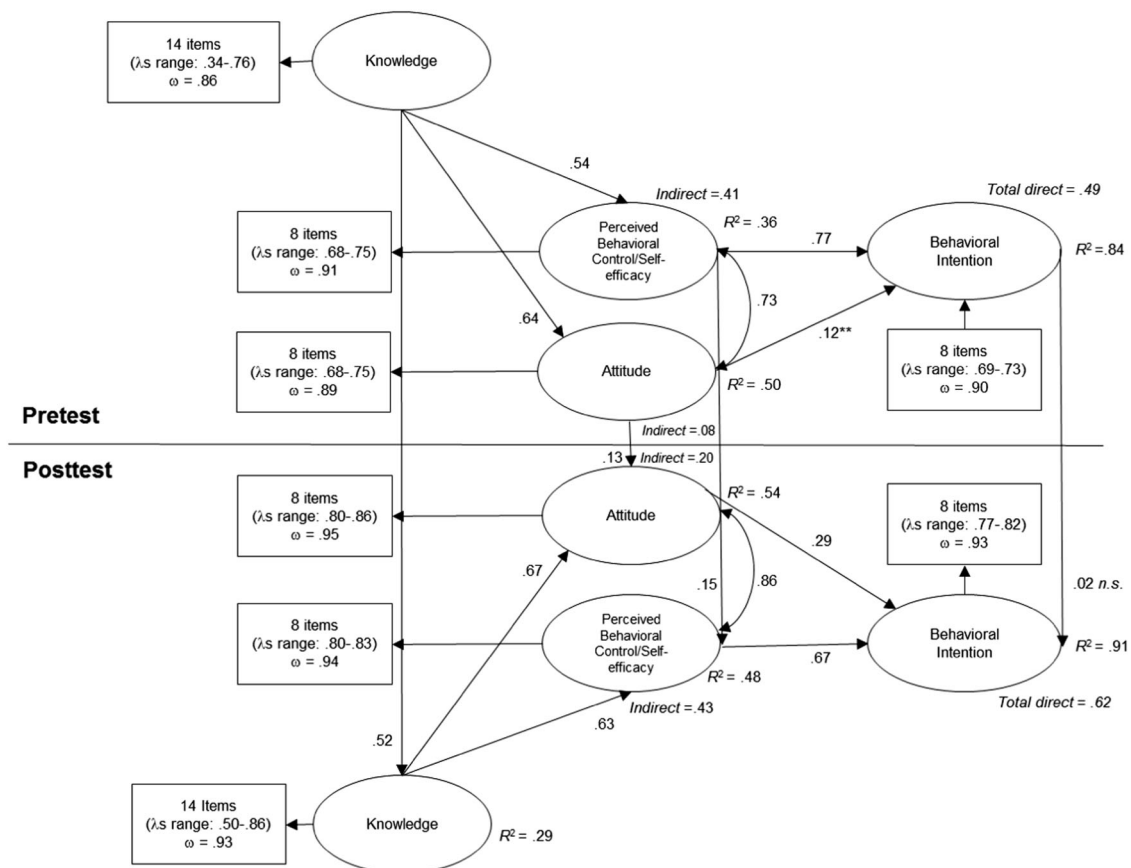 14 items
(λs range: .34-.76)
ω = .86
Knowledge
.54
Indirect =.41
Total direct = .49
8 items
(λs range: .68-.75)
ω = .91
Perceived
Behavioral
Control/Self-
efficacy
R² = .36
.77
Behavioral
Intention
R² =.84
.73
.64
.12**
8 items
(λs range: .68-.75)
ω = .89
Attitude
R² = .50
8 items
(λs range: .69-.73)
ω = .90
Pretest
Indirect =.08
Posttest
.13
Indirect =.20
8 items
(λs range: .80-.86)
ω = .95
Attitude
R² = .54
8 items
(λs range: .77-.82)
ω = .93
.29
.67
.15
.86
.02 n.s.
8 items
(λs range: .80-.83)
ω = .94
Perceived
Behavioral
Control/Self-
efficacy
.67
Behavioral
Intention
R² = .91
R² = .48
Indirect =.43
Total direct = .62
.63
.52
14 Items
(λs range: .50-.86)
ω = .93
Knowledge
R² = .29